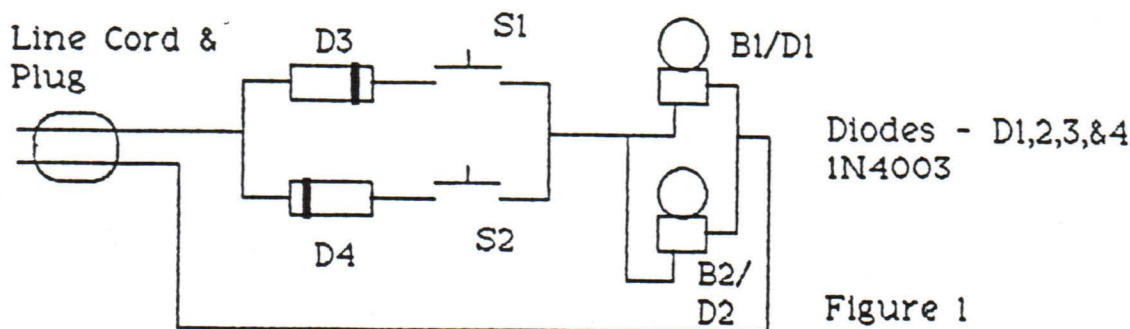 Line Cord &
Plug
D3
S1
B1/D1
Diodes - D1,2,3,&4
1N4003
D4
S2
B2/
D2
Figure 1